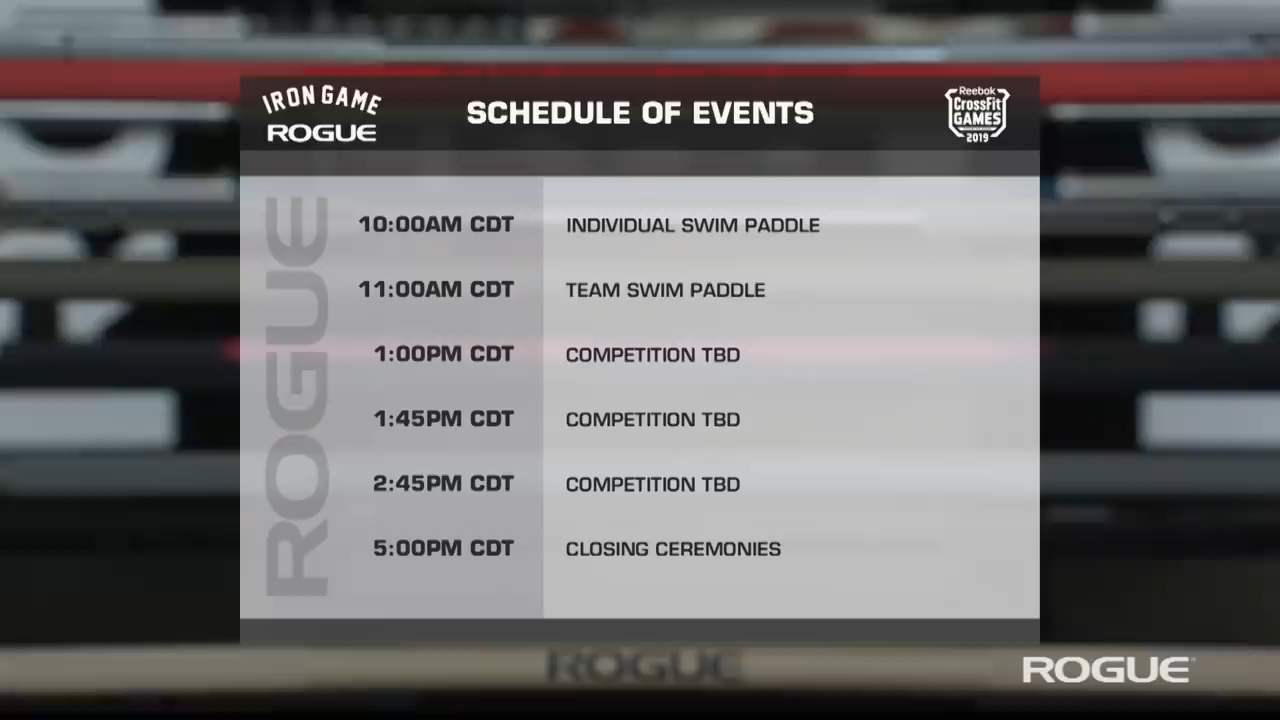 IRON GAME
ROGUE
SCHEDULE OF EVENTS
Reebok
CrossFit
GAMES
2019
ROGUE
10:00AM CDT INDIVIDUAL SWIM PADDLE
11:00AM CDT TEAM SWIM PADDLE
1:00PM CDT COMPETITION TBD
1:45PM CDT COMPETITION TBD
2:45PM CDT COMPETITION TBD
5:00PM CDT CLOSING CEREMONIES
ROGUE
ROGUE